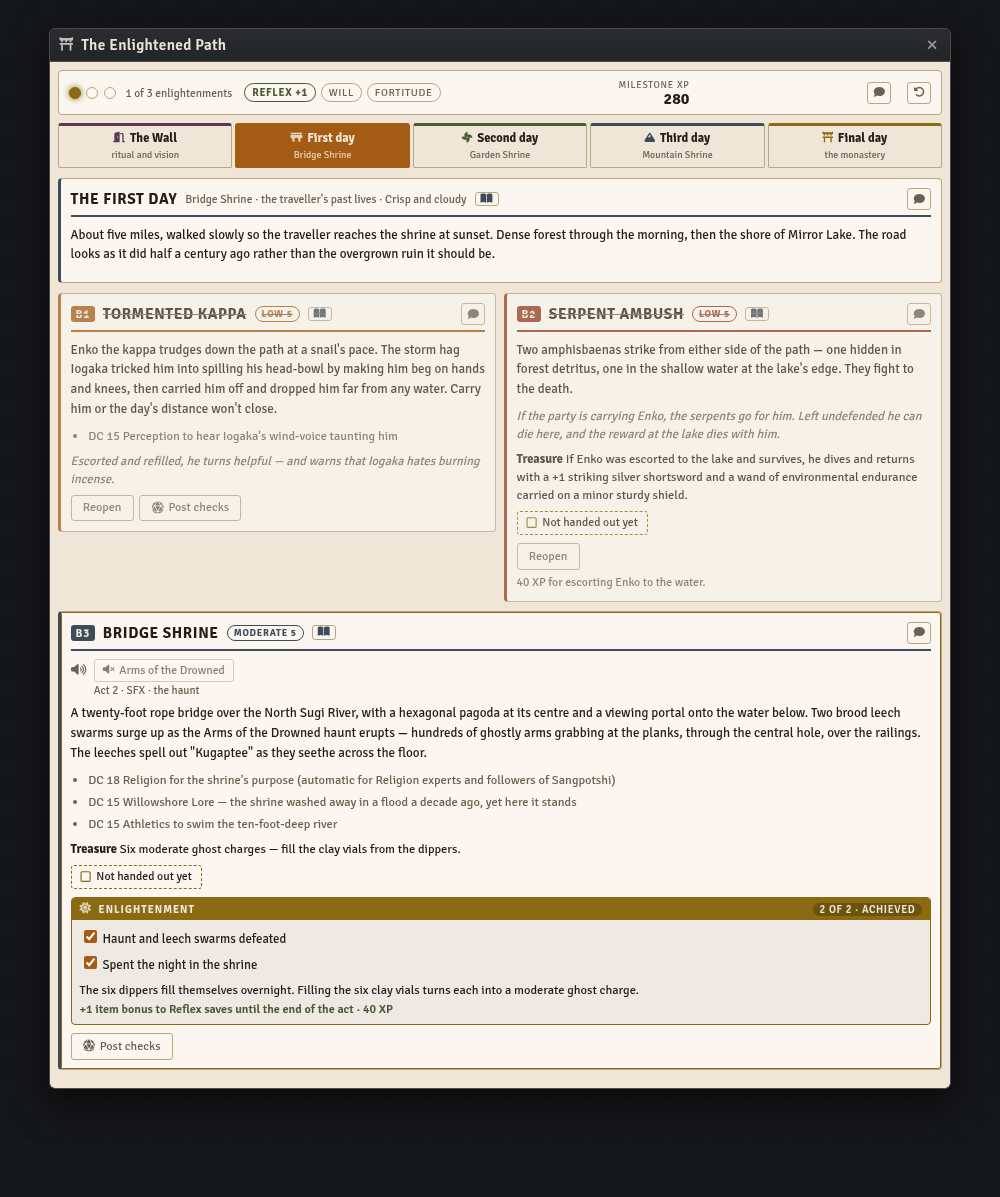 The Enlightened Path
1 of 3 enlightenments
REFLEX +1
WILL
FORTITUDE
MILESTONE XP
280
The Wall
ritual and vision
First day
Bridge Shrine
Second day
Garden Shrine
Third day
Mountain Shrine
Final day
the monastery
THE FIRST DAY Bridge Shrine · the traveller's past lives · Crisp and cloudy
About five miles, walked slowly so the traveller reaches the shrine at sunset. Dense forest through the morning, then the shore of Mirror Lake. The road
looks as it did half a century ago rather than the overgrown ruin it should be.
B1 TORMENTED KAPPA LOW 5
Enko the kappa trudges down the path at a snail's pace. The storm hag
Iogaka tricked him into spilling his head-bowl by making him beg on hands
and knees, then carried him off and dropped him far from any water. Carry
him or the day's distance won't close.
• DC 15 Perception to hear Iogaka's wind-voice taunting him
Escorted and refilled, he turns helpful — and warns that Iogaka hates burning
incense.
Reopen
Post checks
B2 SERPENT AMBUSH LOW 5
Two amphisbaenas strike from either side of the path — one hidden in
forest detritus, one in the shallow water at the lake's edge. They fight to
the death.
If the party is carrying Enko, the serpents go for him. Left undefended he can
die here, and the reward at the lake dies with him.
Treasure If Enko was escorted to the lake and survives, he dives and returns
with a +1 striking silver shortsword and a wand of environmental endurance
carried on a minor sturdy shield.
Not handed out yet
Reopen
40 XP for escorting Enko to the water.
B3 BRIDGE SHRINE MODERATE 5
Arms of the Drowned
Act 2 · SFX · the haunt
A twenty-foot rope bridge over the North Sugi River, with a hexagonal pagoda at its centre and a viewing portal onto the water below. Two brood leech
swarms surge up as the Arms of the Drowned haunt erupts — hundreds of ghostly arms grabbing at the planks, through the central hole, over the railings.
The leeches spell out "Kugaptee" as they seethe across the floor.
• DC 18 Religion for the shrine's purpose (automatic for Religion experts and followers of Sangpotshi)
• DC 15 Willowshore Lore — the shrine washed away in a flood a decade ago, yet here it stands
• DC 15 Athletics to swim the ten-foot-deep river
Treasure Six moderate ghost charges — fill the clay vials from the dippers.
Not handed out yet
ENLIGHTENMENT
2 OF 2 · ACHIEVED
Haunt and leech swarms defeated
Spent the night in the shrine
The six dippers fill themselves overnight. Filling the six clay vials turns each into a moderate ghost charge.
+1 item bonus to Reflex saves until the end of the act · 40 XP
Post checks